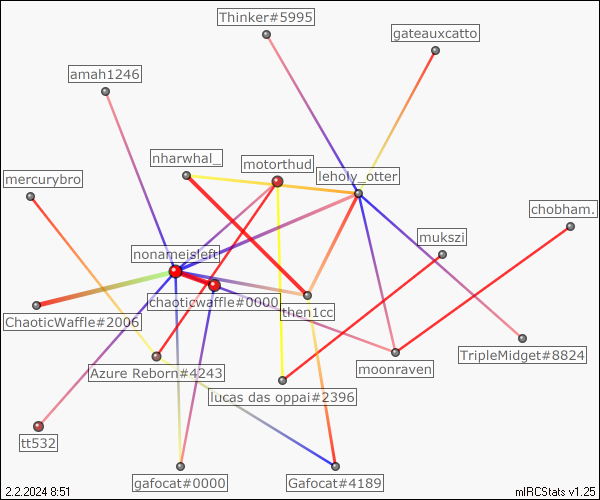 Thinker#5995
gateauxcatto
amah1246
nharwhal_
motorthud
leholy_otter
mercurybro
chobham.
mukszi
nonameisleft
chaoticwaffle#0000
then1cc
ChaoticWaffle#2006
TripleMidget#8824
moonraven
Azure Reborn#4243
lucas das oppai#2396
tt532
gafocat#0000
Gafocat#4189
2.2.2024 8:51
mIRCStats v1.25